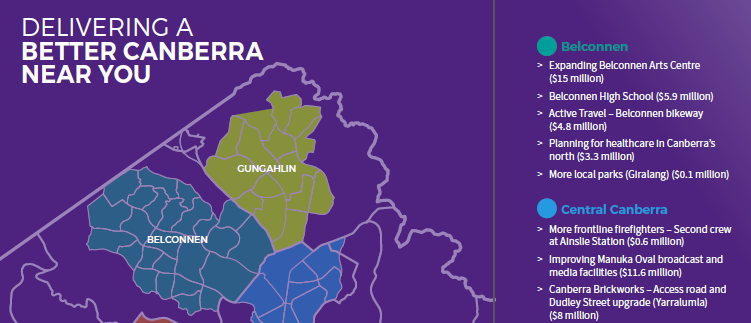 DELIVERING A
BETTER CANBERRA
NEAR YOU
GUNGAHLIN
BELCONNEN
Belconnen
> Expanding Belconnen Arts Centre
($15 million)
> Belconnen High School ($5.9 million)
> Active Travel – Belconnen bikeway
($4.8 million)
> Planning for healthcare in Canberra's
north ($3.3 million)
> More local parks (Giralang) ($0.1 million)
Central Canberra
> More frontline firefighters – Second crew
at Ainslie Station ($0.6 million)
> Improving Manuka Oval broadcast and
media facilities ($11.6 million)
> Canberra Brickworks – Access road and
Dudley Street upgrade (Yarralumla)
($8 million)